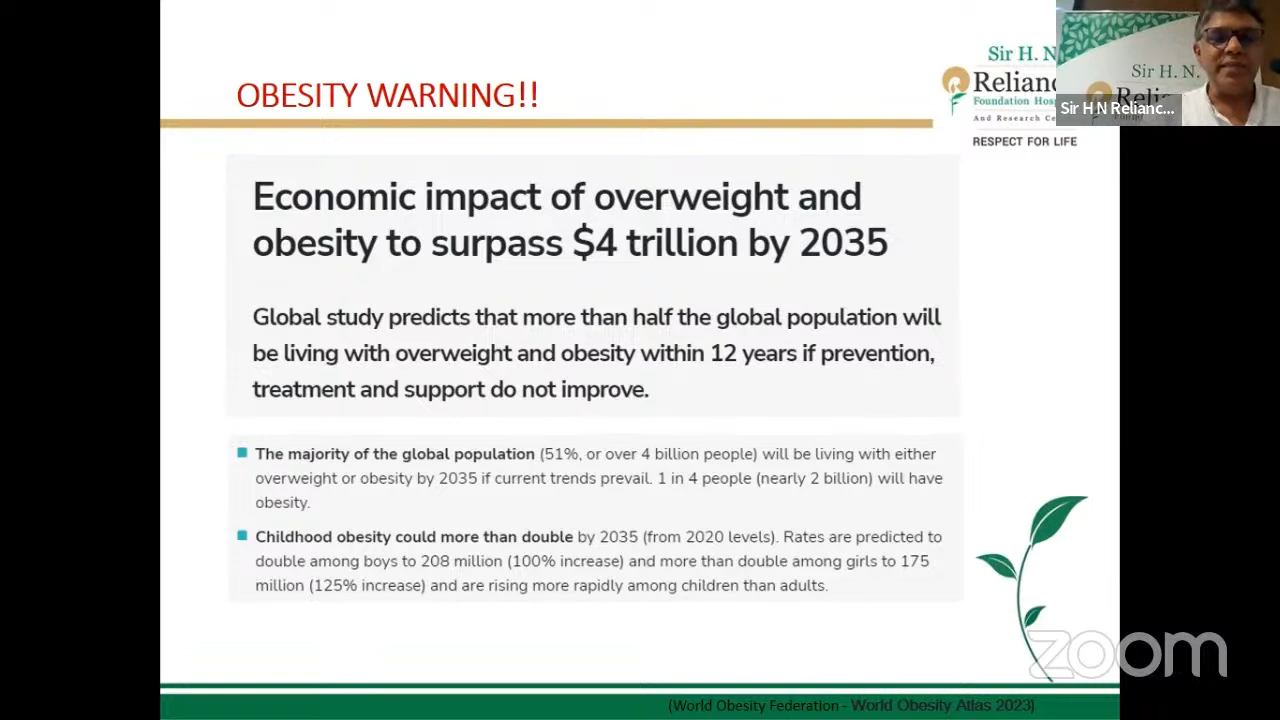 OBESITY WARNING!!
Sir H. N.
Relian
Foundation Hos
And Research Ce
RESPECT FOR LIFE
Sir H. N.
Relia
Sir H N Relianc...
Economic impact of overweight and
obesity to surpass $4 trillion by 2035
Global study predicts that more than half the global population will
be living with overweight and obesity within 12 years if prevention,
treatment and support do not improve.
The majority of the global population (51%, or over 4 billion people) will be living with either
overweight or obesity by 2035 if current trends prevail. 1 in 4 people (nearly 2 billion) will have
obesity.
Childhood obesity could more than double by 2035 (from 2020 levels). Rates are predicted to
double among boys to 208 million (100% increase) and more than double among girls to 175
million (125% increase) and are rising more rapidly among children than adults.
zoom
(World Obesity Federation - World Obesity Atlas 2023)